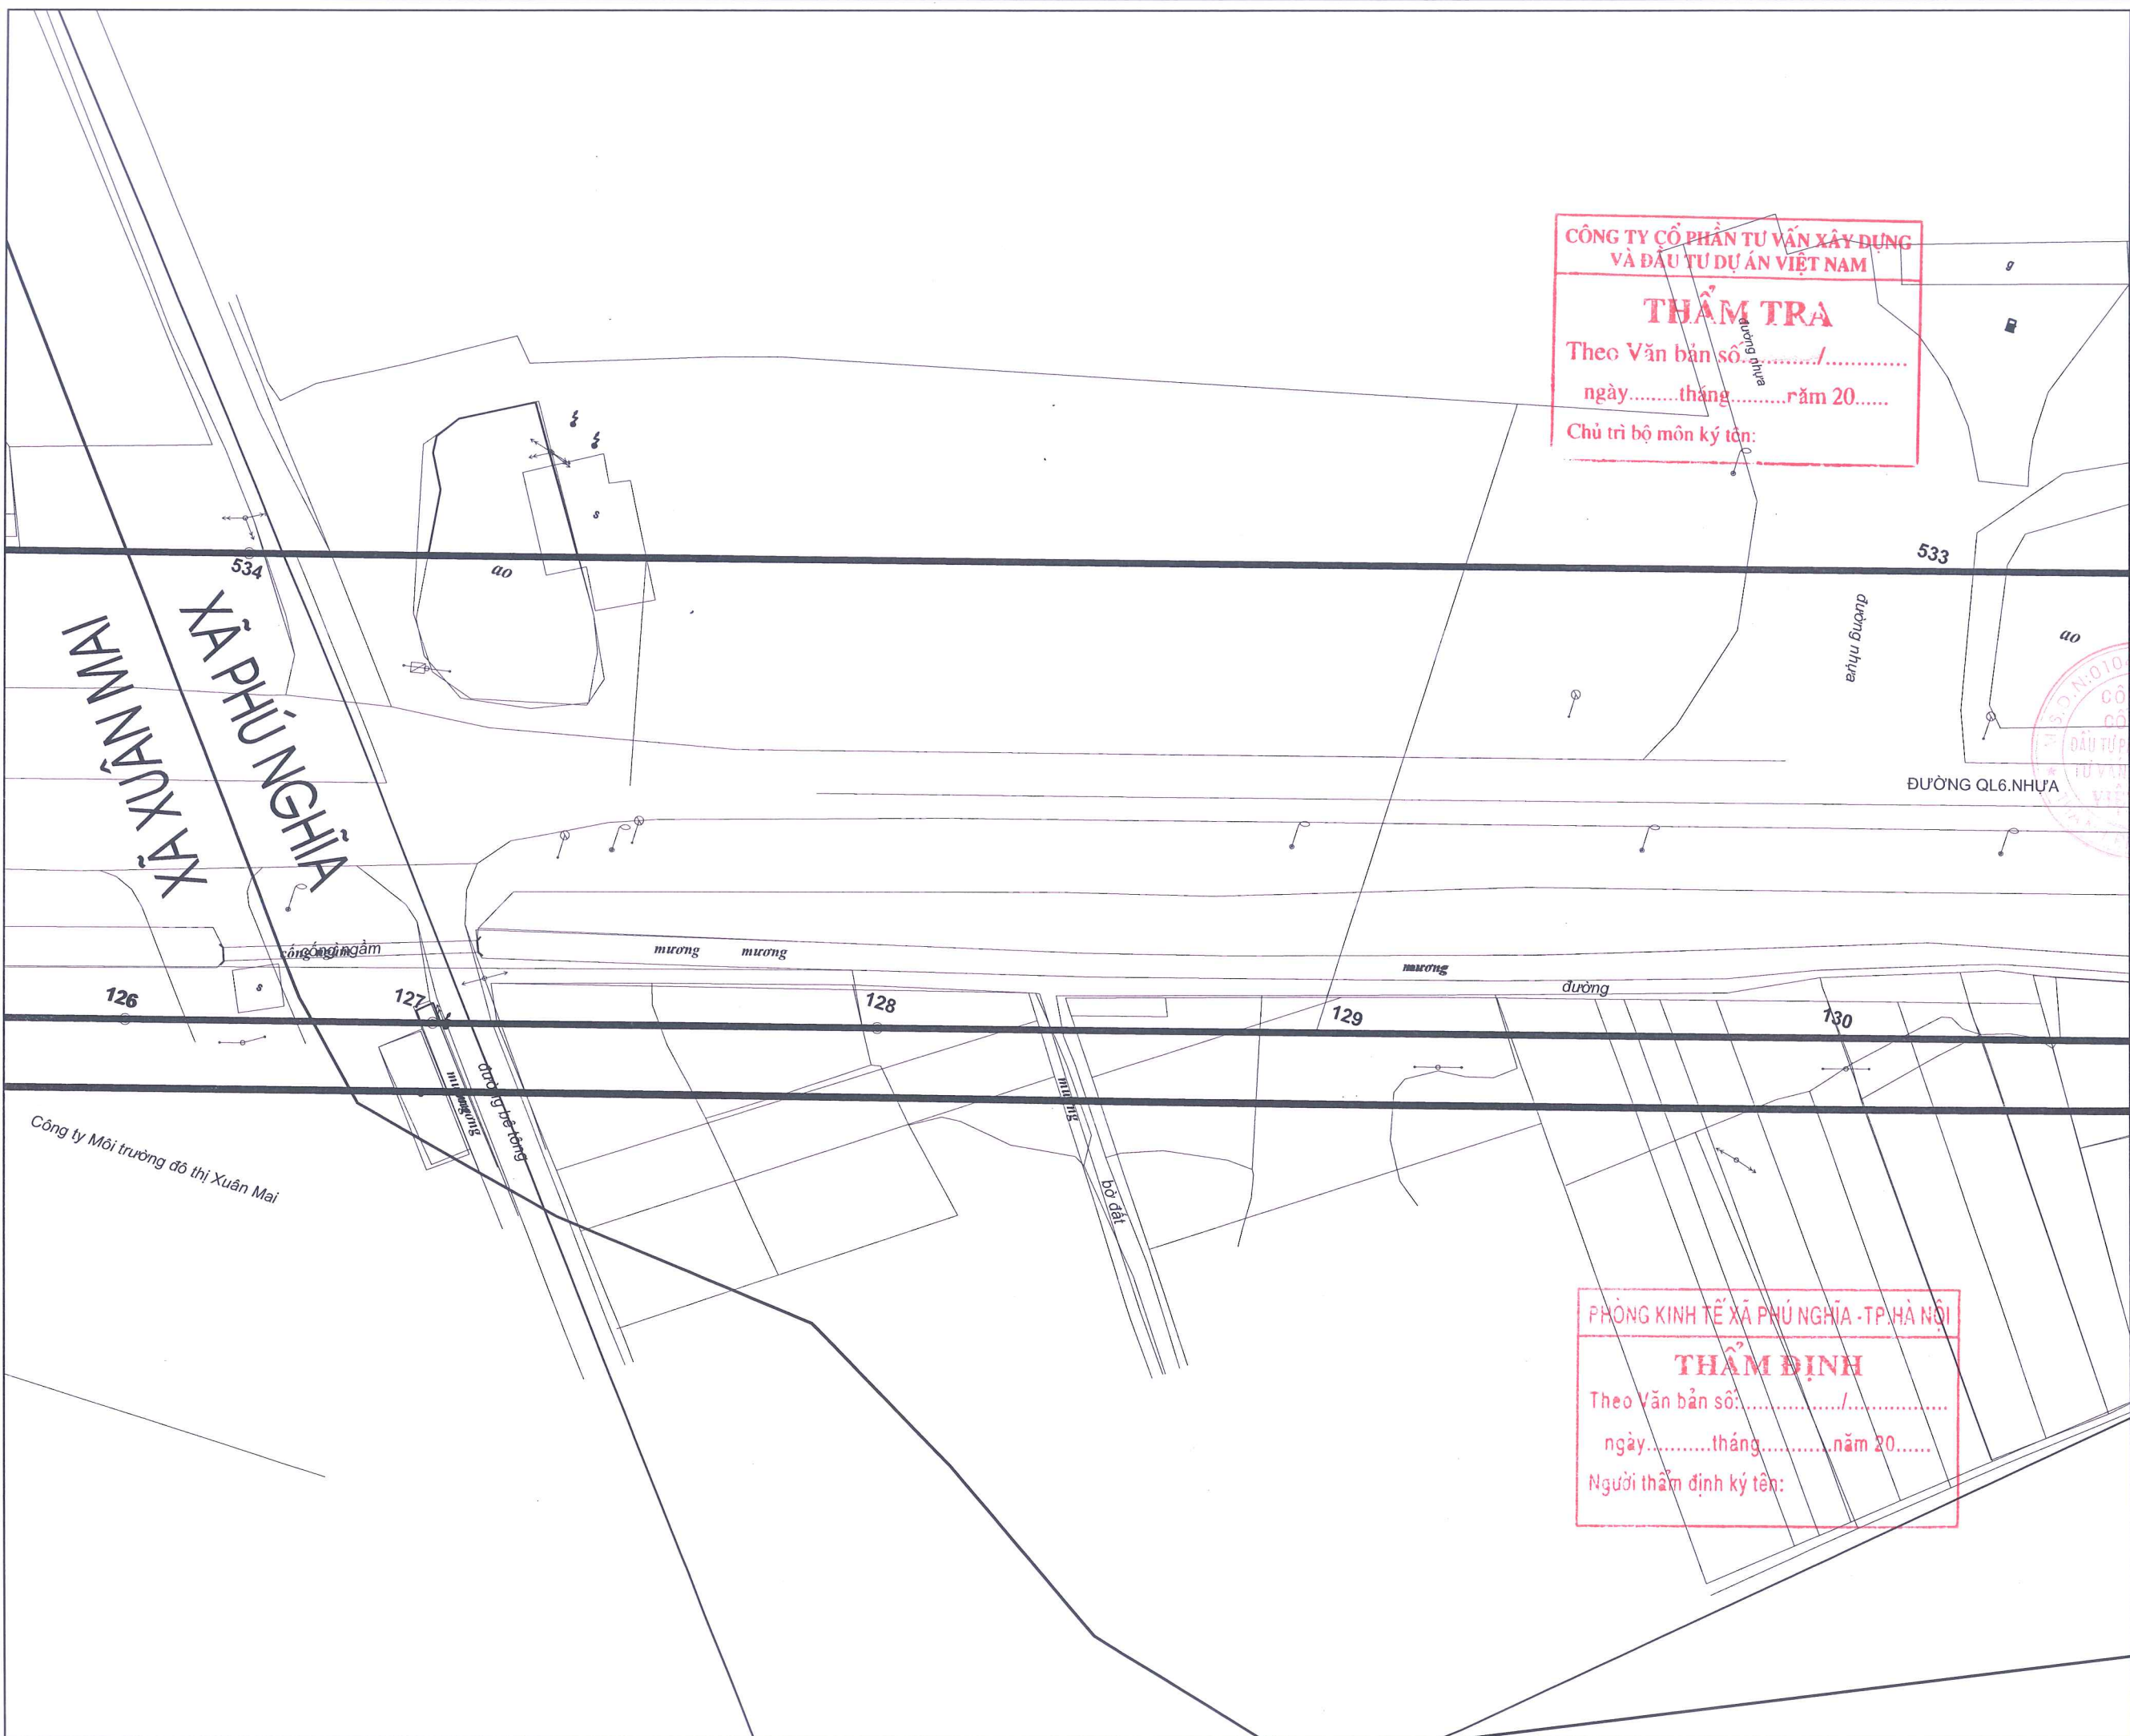 CÔNG TY CỔ PHẦN TƯ VẤN XÂY DỰNG
VÀ ĐẦU TƯ DỰ ÁN VIỆT NAM
THẨM TRA
Theo Văn bản số.........../............
ngày.........tháng..........năm 20......
Chủ trì bộ môn ký tên:
đường nhựa
g
s
534
ao
533
đường nhựa
ao
XÃ PHÚ NGHĨA
XÃ XUÂN MAI
M.S.D.N:010
ĐƯỜNG QL6.NHỰA
cống ngầm
cống ngầm
mương
mương
mương
đường
s
126
127
128
129
130
mương
mương
đường bê tông
mương
bờ đất
Công ty Môi trường đô thị Xuân Mai
PHÒNG KINH TẾ XÃ PHÚ NGHĨA - TP.HÀ NỘI
THẨM ĐỊNH
Theo Văn bản số:................./.................
ngày...........tháng............năm 20......
Người thẩm định ký tên: